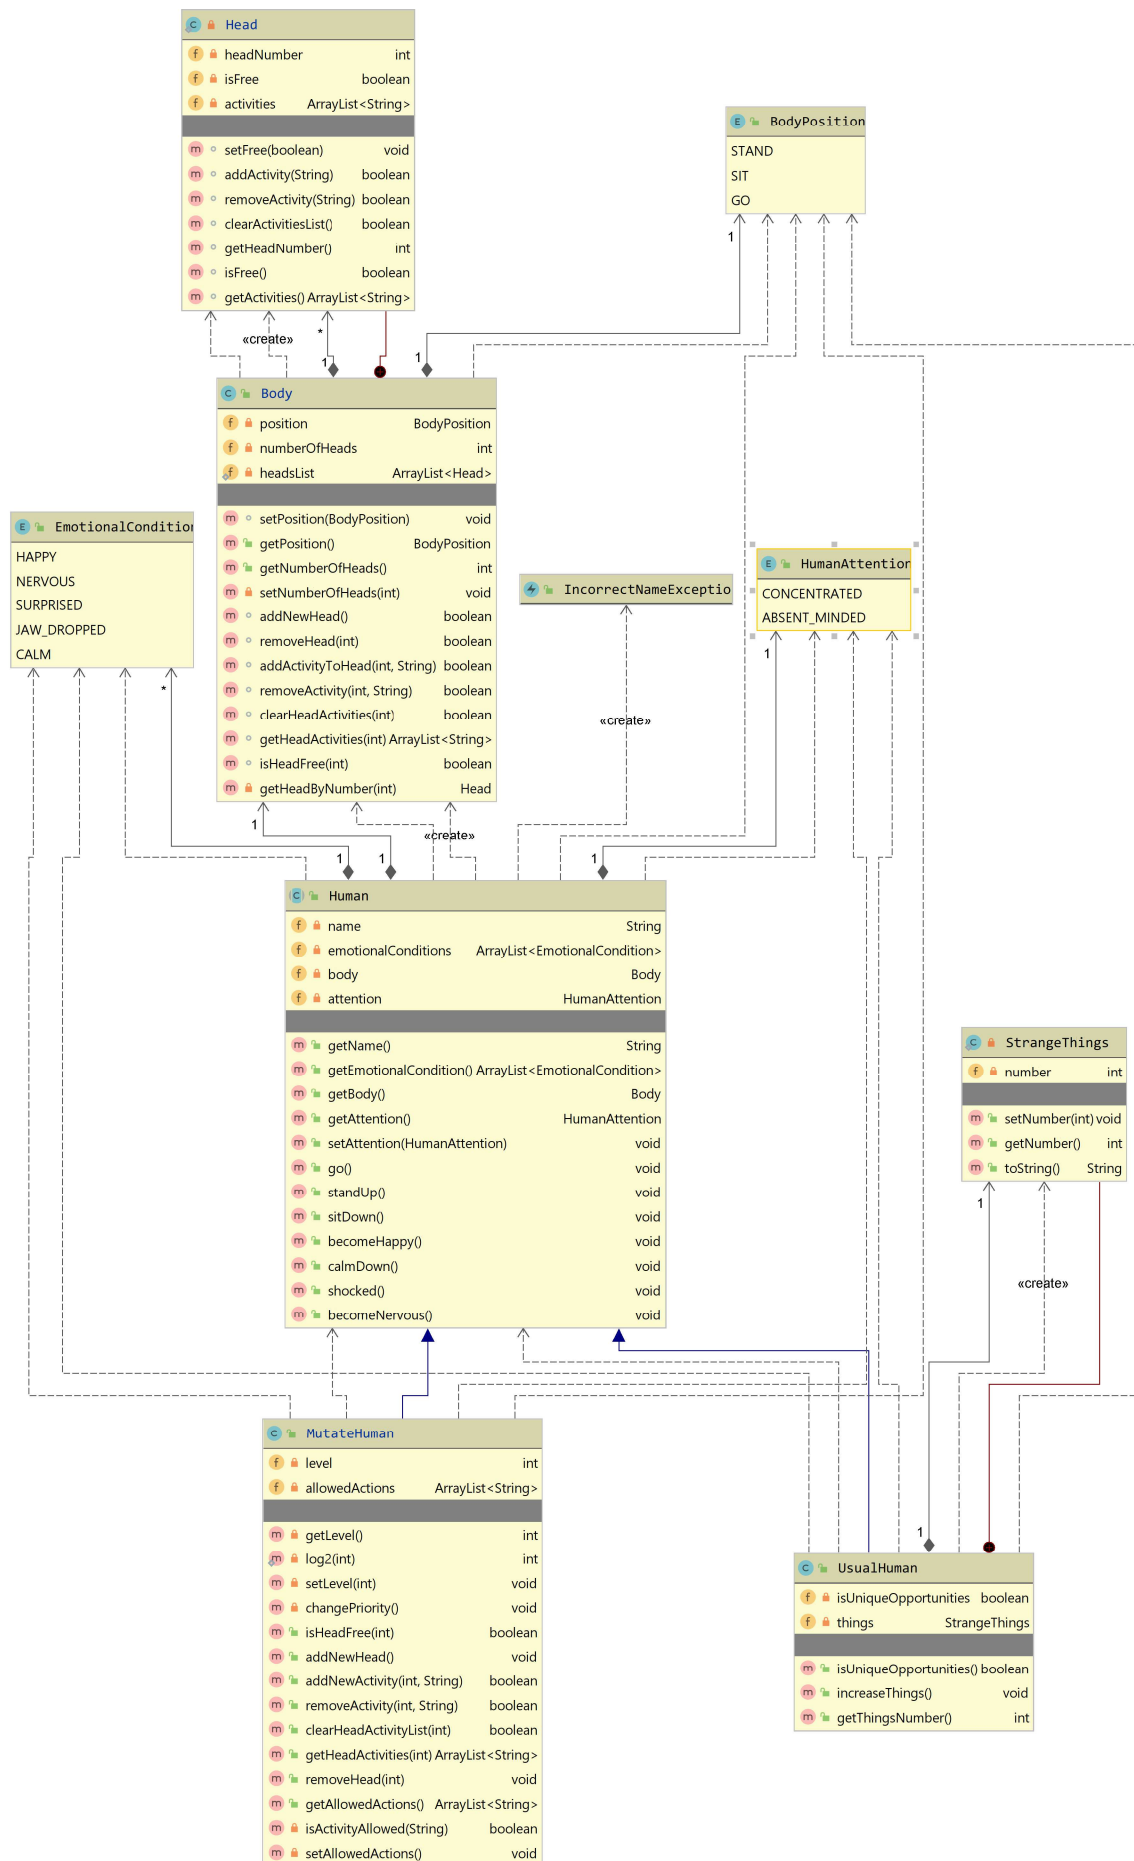 Head
headNumber int
isFree boolean
activities ArrayList<String>
setFree(boolean) void
addActivity(String) boolean
removeActivity(String) boolean
clearActivitiesList() boolean
getHeadNumber() int
isFree() boolean
getActivities() ArrayList<String>
BodyPosition
STAND
SIT
GO
1
«create»
*
1
1
Body
position BodyPosition
numberOfHeads int
headsList ArrayList<Head>
setPosition(BodyPosition) void
getPosition() BodyPosition
getNumberOfHeads() int
setNumberOfHeads(int) void
addNewHead() boolean
removeHead(int) boolean
addActivityToHead(int, String) boolean
removeActivity(int, String) boolean
clearHeadActivities(int) boolean
getHeadActivities(int) ArrayList<String>
isHeadFree(int) boolean
getHeadByNumber(int) Head
EmotionalCondition
HAPPY
NERVOUS
SURPRISED
JAW_DROPPED
CALM
*
IncorrectNameExceptio
«create»
HumanAttention
CONCENTRATED
ABSENT_MINDED
1
1
«create»
1
1
1
Human
name String
emotionalConditions ArrayList<EmotionalCondition>
body Body
attention HumanAttention
getName() String
getEmotionalCondition() ArrayList<EmotionalCondition>
getBody() Body
getAttention() HumanAttention
setAttention(HumanAttention) void
go() void
standUp() void
sitDown() void
becomeHappy() void
calmDown() void
shocked() void
becomeNervous() void
StrangeThings
number int
setNumber(int) void
getNumber() int
toString() String
1
«create»
1
MutateHuman
level int
allowedActions ArrayList<String>
getLevel() int
log2(int) int
setLevel(int) void
changePriority() void
isHeadFree(int) boolean
addNewHead() void
addNewActivity(int, String) boolean
removeActivity(int, String) boolean
clearHeadActivityList(int) boolean
getHeadActivities(int) ArrayList<String>
removeHead(int) void
getAllowedActions() ArrayList<String>
isActivityAllowed(String) boolean
setAllowedActions() void
UsualHuman
isUniqueOpportunities boolean
things StrangeThings
isUniqueOpportunities() boolean
increaseThings() void
getThingsNumber() int